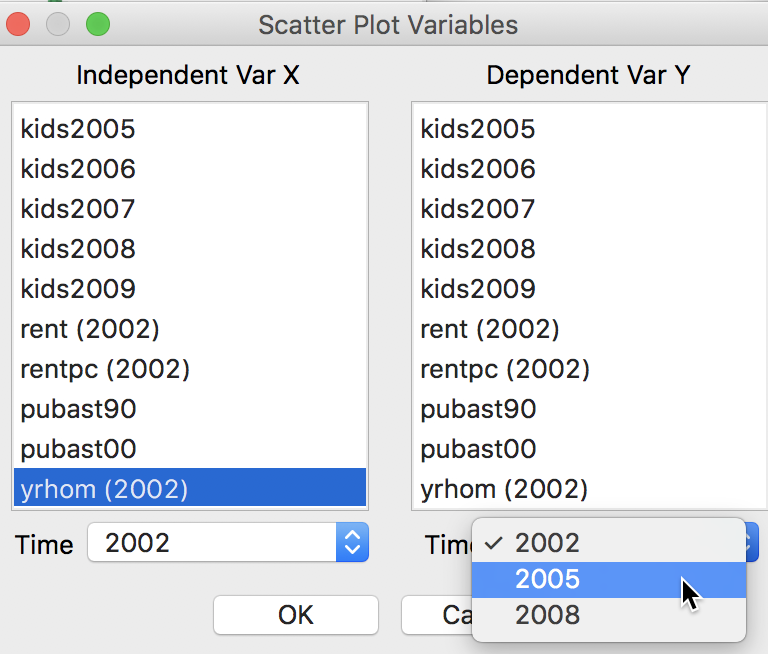 Scatter Plot Variables
Independent Var X
kids2005
kids2006
kids2007
kids2008
kids2009
rent (2002)
rentpc (2002)
pubast90
pubast00
yrhom (2002)
Time 2002
Dependent Var Y
kids2005
kids2006
kids2007
kids2008
kids2009
rent (2002)
rentpc (2002)
pubast90
pubast00
yrhom (2002)
✓ 2002
2005
2008
OK